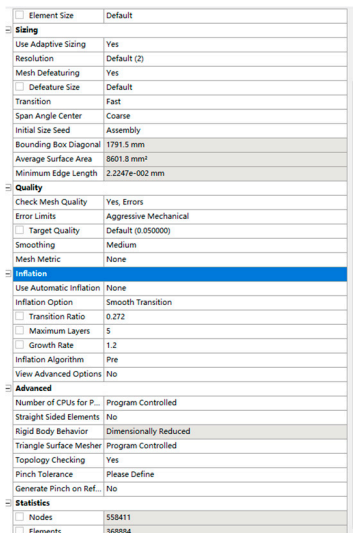 Element Size Default
Sizing
Use Adaptive Sizing Yes
Resolution Default (2)
Mesh Defeaturing Yes
Defeature Size Default
Transition Fast
Span Angle Center Coarse
Initial Size Seed Assembly
Bounding Box Diagonal 1791.5 mm
Average Surface Area 8601.8 mm²
Minimum Edge Length 2.2247e-002 mm
Quality
Check Mesh Quality Yes, Errors
Error Limits Aggressive Mechanical
Target Quality Default (0.050000)
Smoothing Medium
Mesh Metric None
Inflation
Use Automatic Inflation None
Inflation Option Smooth Transition
Transition Ratio 0.272
Maximum Layers 5
Growth Rate 1.2
Inflation Algorithm Pre
View Advanced Options No
Advanced
Number of CPUs for P... Program Controlled
Straight Sided Elements No
Rigid Body Behavior Dimensionally Reduced
Triangle Surface Mesher Program Controlled
Topology Checking Yes
Pinch Tolerance Please Define
Generate Pinch on Ref... No
Statistics
Nodes 558411
Elements 368884